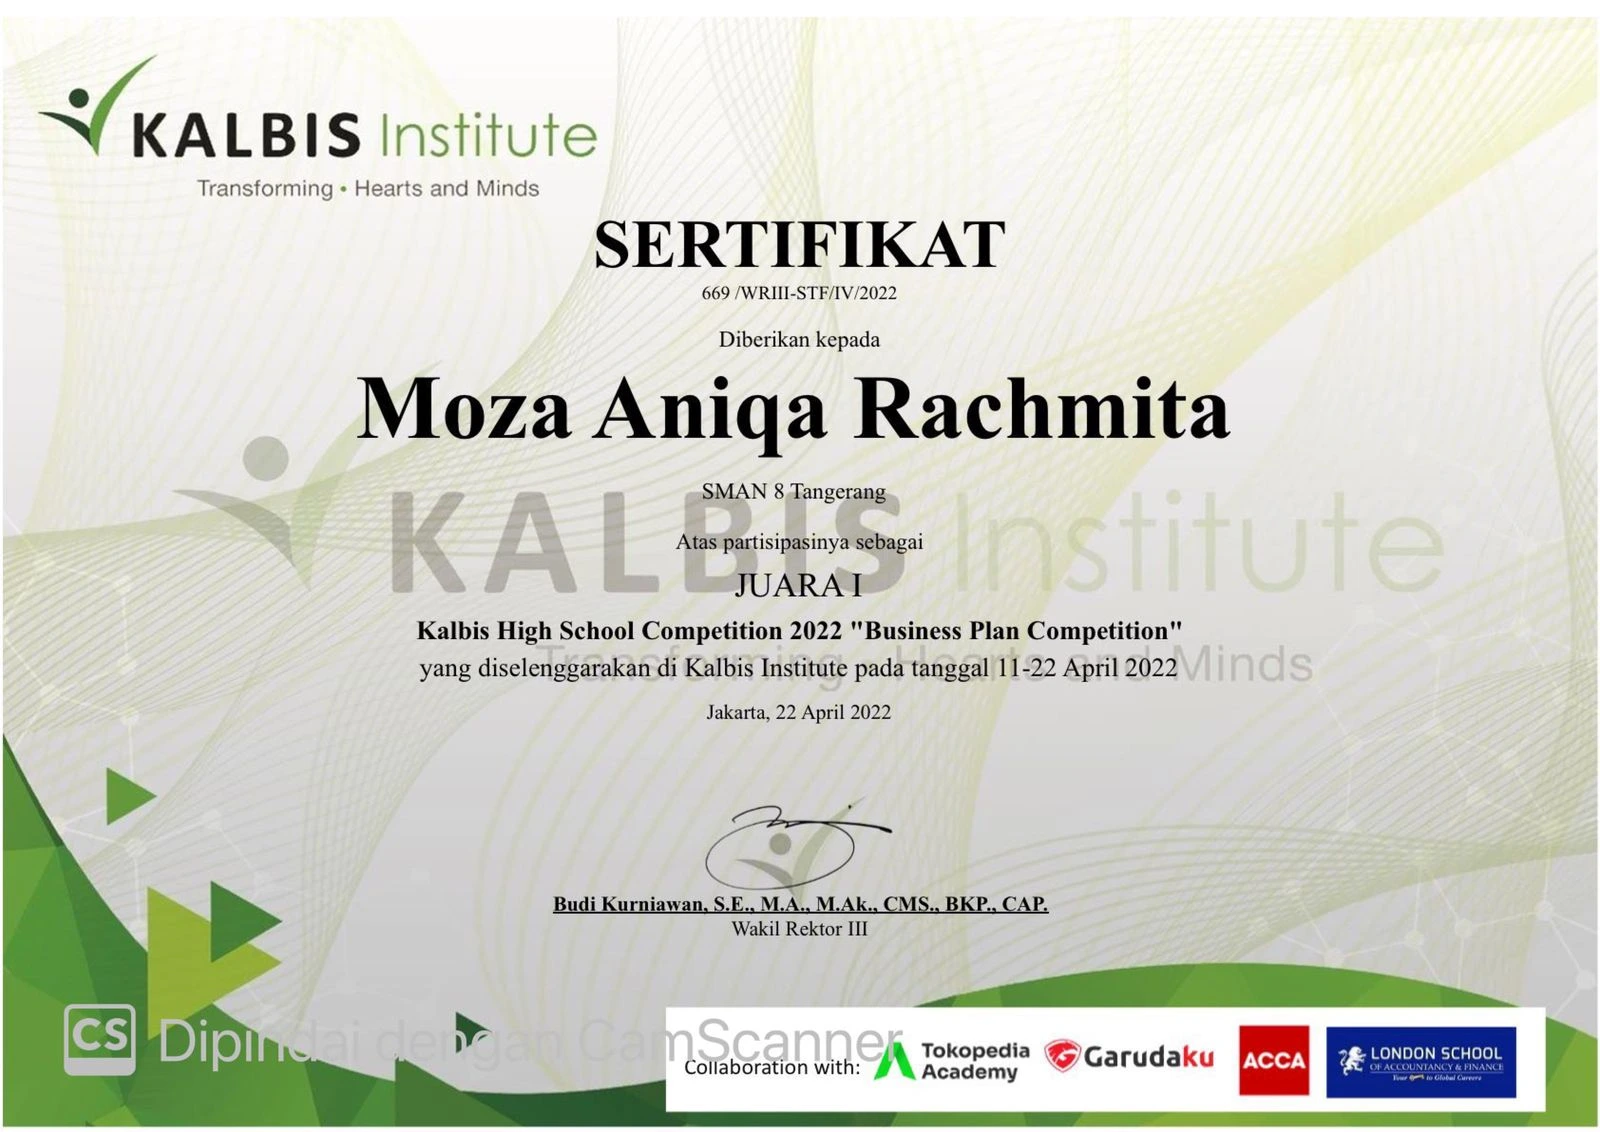 KALBIS Institute
Transforming • Hearts and Minds
SERTIFIKAT
669 /WRIII-STF/IV/2022
Diberikan kepada
Moza Aniqa Rachmita
SMAN 8 Tangerang
KALBIS Institute
Atas partisipasinya sebagai
JUARA I
Kalbis High School Competition 2022 "Business Plan Competition"
Transforming • Hearts and Minds
yang diselenggarakan di Kalbis Institute pada tanggal 11-22 April 2022
Jakarta, 22 April 2022
Budi Kurniawan, S.E., M.A., M.Ak., CMS., BKP., CAP.
Wakil Rektor III
CS Dipindai dengan CamScanner
Collaboration with:
Tokopedia
Academy
Garudaku
ACCA
LONDON SCHOOL
OF ACCOUNTANCY & FINANCE
Your
to Global Careers